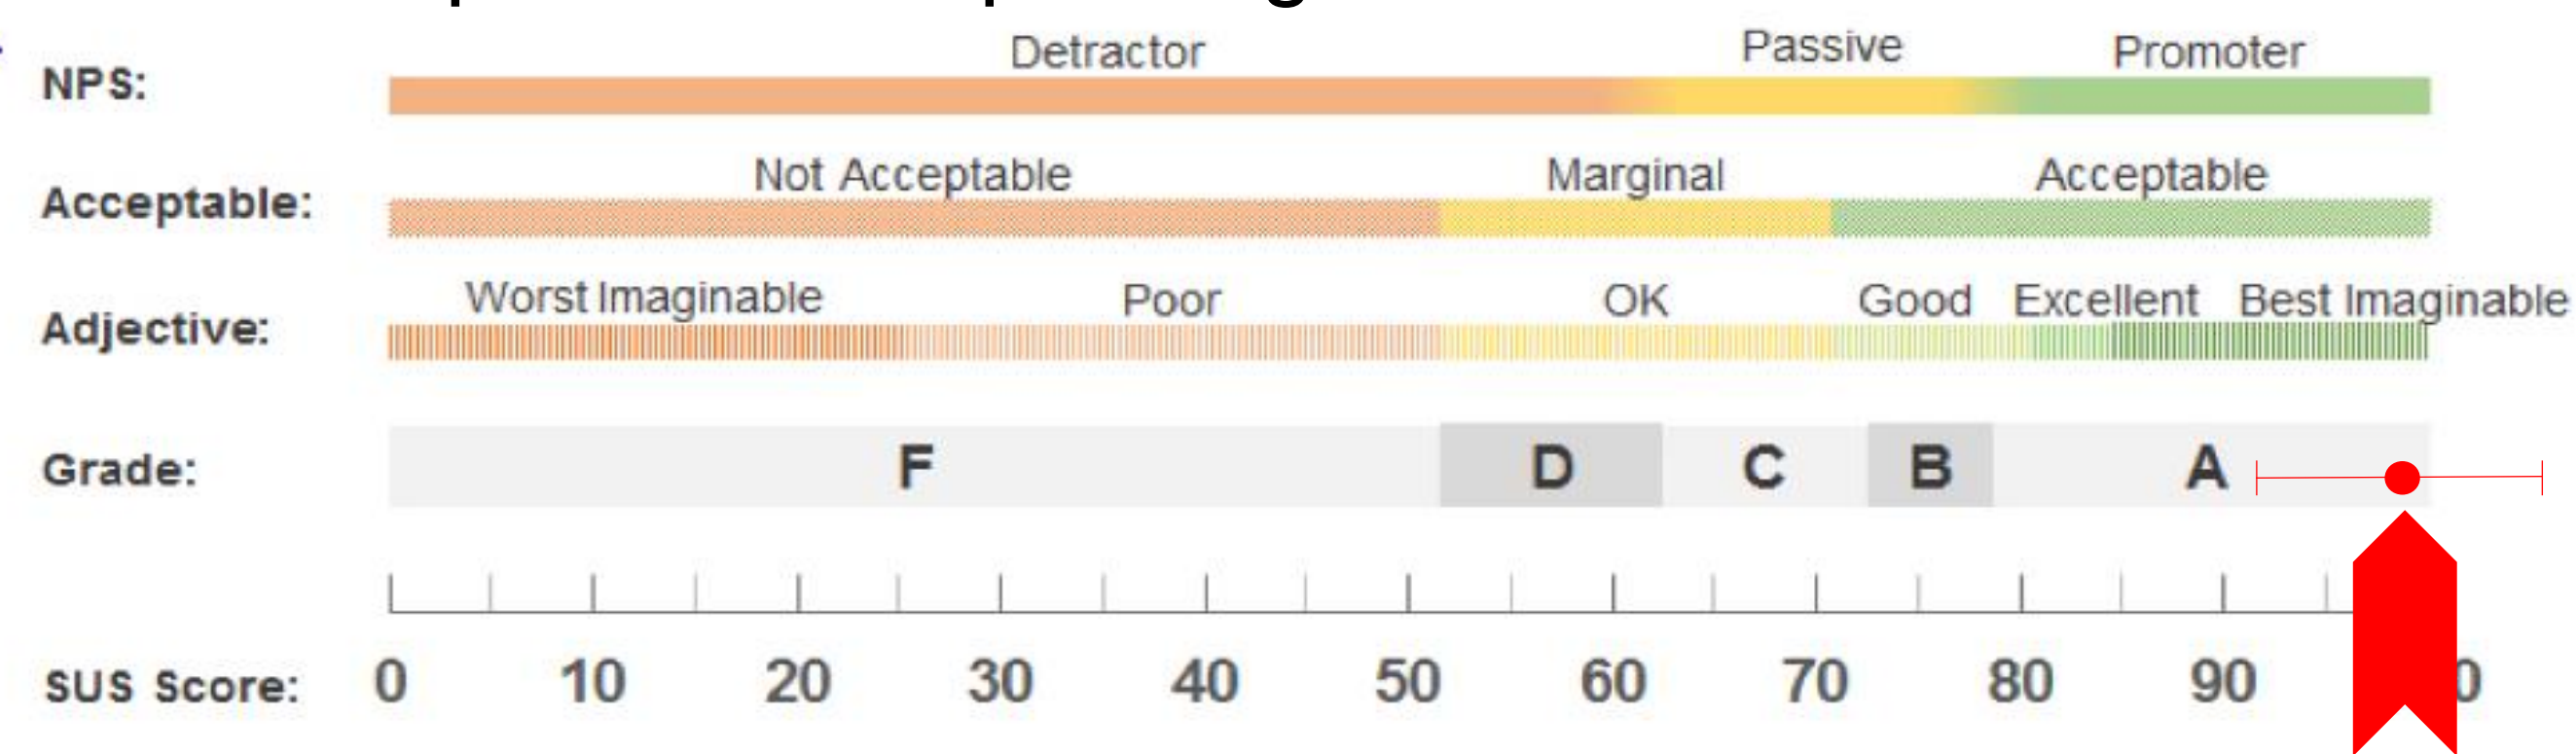 Detractor Passive Promoter
NPS:
Not Acceptable Marginal Acceptable
Acceptable:
Worst Imaginable Poor OK Good Excellent Best Imaginable
Adjective:
Grade: F D C B A
SUS Score: 0 10 20 30 40 50 60 70 80 90 0